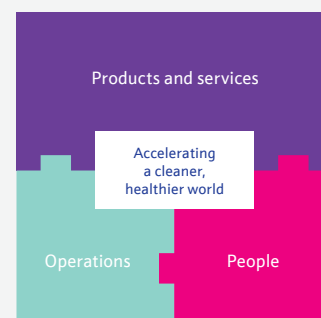 Products and services
Accelerating
a cleaner,
healthier world
Operations
People